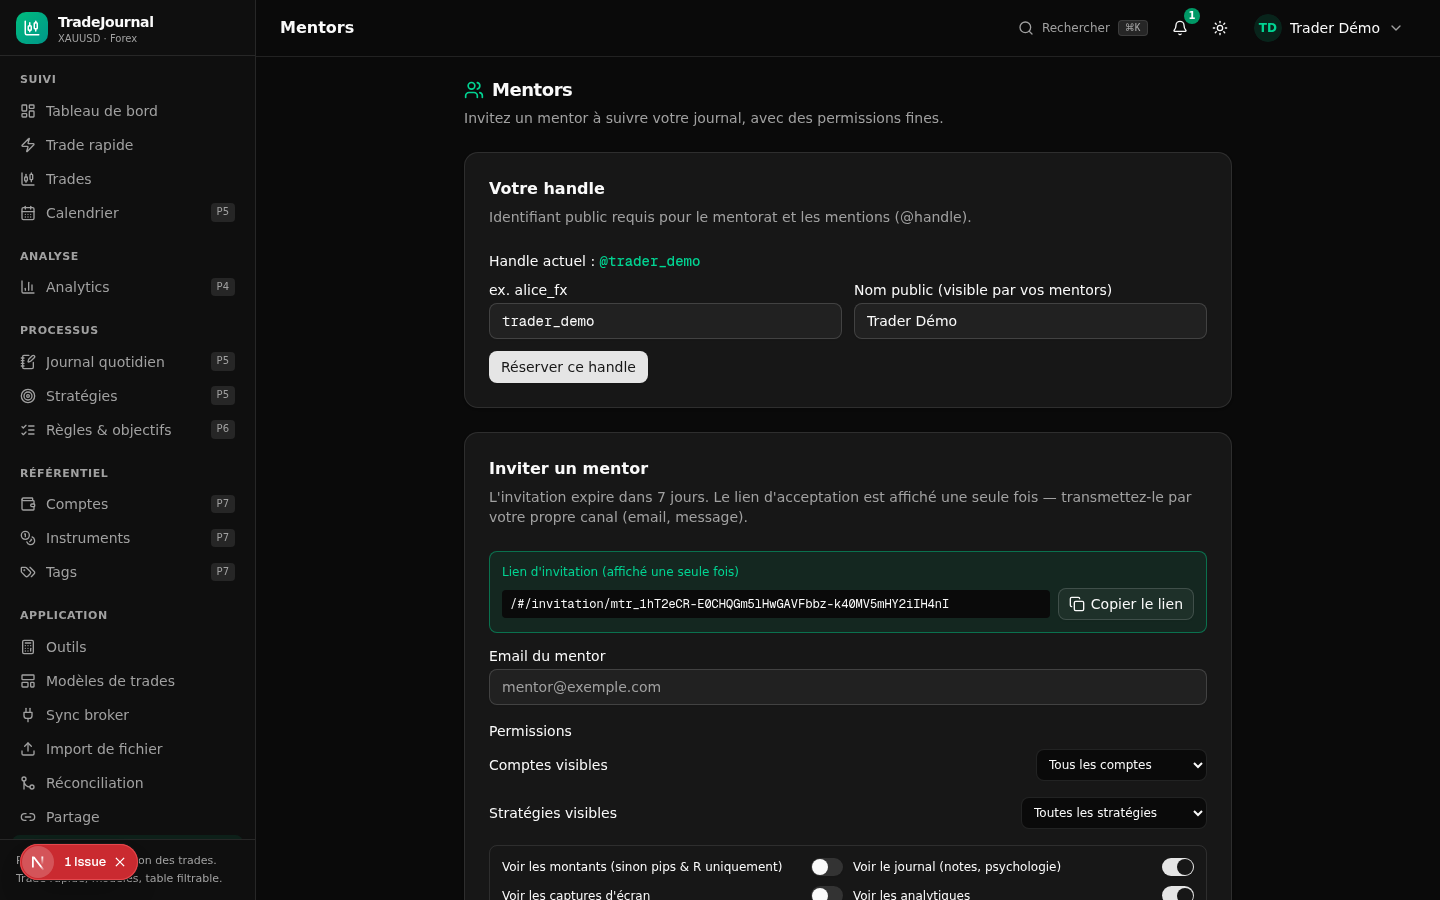 TradeJournal
XAUUSD · Forex
Mentors
Rechercher ⌘K
1
TD Trader Démo
SUIVI
Tableau de bord
Trade rapide
Trades
Calendrier P5
ANALYSE
Analytics P4
PROCESSUS
Journal quotidien P5
Stratégies P5
Règles & objectifs P6
RÉFÉRENTIEL
Comptes P7
Instruments P7
Tags P7
APPLICATION
Outils
Modèles de trades
Sync broker
Import de fichier
Réconciliation
Partage
on des trades.
table filtrable.
N 1 Issue
Mentors
Invitez un mentor à suivre votre journal, avec des permissions fines.
Votre handle
Identifiant public requis pour le mentorat et les mentions (@handle).
Handle actuel : @trader_demo
ex. alice_fx
Nom public (visible par vos mentors)
trader_demo
Trader Démo
Réserver ce handle
Inviter un mentor
L'invitation expire dans 7 jours. Le lien d'acceptation est affiché une seule fois — transmettez-le par
votre propre canal (email, message).
Lien d'invitation (affiché une seule fois)
/#/invitation/mtr_1hT2eCR-E0CHQGm5lHwGAVFbbz-k40MV5mHY2iIH4nI
Copier le lien
Email du mentor
mentor@exemple.com
Permissions
Comptes visibles
Tous les comptes
Stratégies visibles
Toutes les stratégies
Voir les montants (sinon pips & R uniquement)
Voir le journal (notes, psychologie)
Voir les captures d'écran
Voir les analytiques